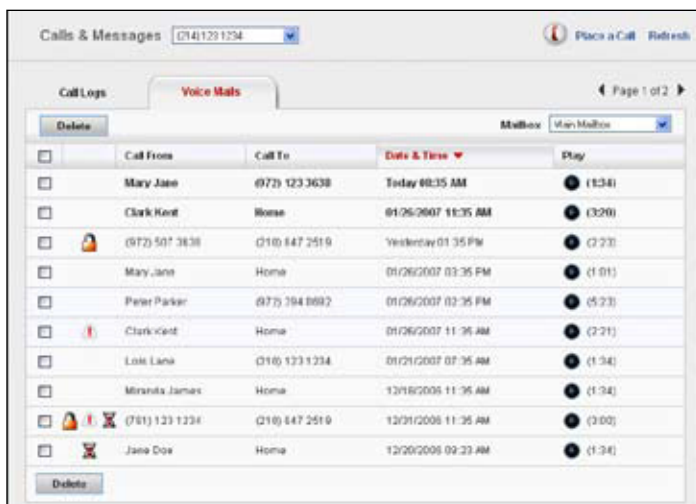 Calls & Messages (214)123 1234 Place a Call Refresh
Call Logs Voice Mails Page 1 of 2
Delete Mailbox Main Mailbox
Call From Call To Date & Time Play
Mary Jane (972) 123 3638 Today 08:35 AM (1:34)
Clark Kent Home 01/26/2007 11:35 AM (3:20)
(972) 507 3638 (210) 647 2519 Yesterday 01:35 PM (2:23)
Mary Jane Home 01/26/2007 03:35 PM (1:01)
Peter Parker (972) 394 8692 01/26/2007 02:35 PM (5:23)
Clark Kent Home 01/26/2007 11:35 AM (2:21)
Lois Lane (210) 123 1234 01/21/2007 07:35 AM (1:34)
Miranda James Home 12/18/2006 11:35 AM (1:34)
(781) 123 1234 (210) 647 2519 12/31/2006 11:35 AM (3:00)
Jane Doe Home 12/20/2006 09:23 AM (1:34)
Delete